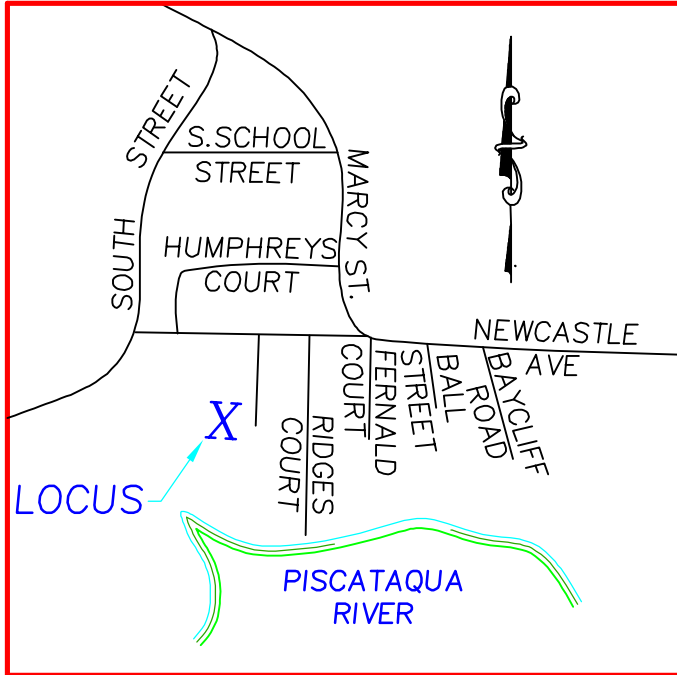 SOUTH
STREET
S.SCHOOL
STREET
MARCY ST.
HUMPHREYS
COURT
NEWCASTLE
AVE
FERNALD
COURT
BALL
STREET
BAYCLIFF
ROAD
RIDGES
COURT
X
LOCUS
PISCATAQUA
RIVER